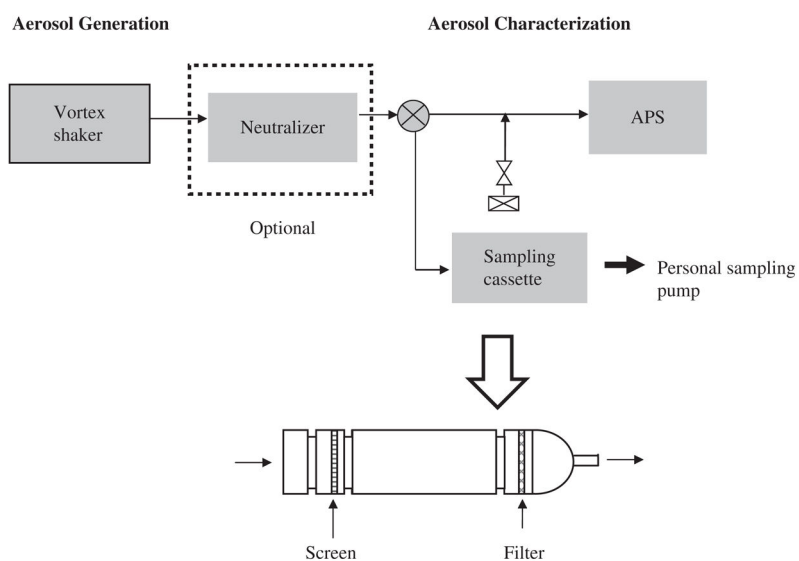 Aerosol Generation
Aerosol Characterization
Vortex
shaker
Neutralizer
APS
Optional
Sampling
cassette
Personal sampling
pump
Screen
Filter